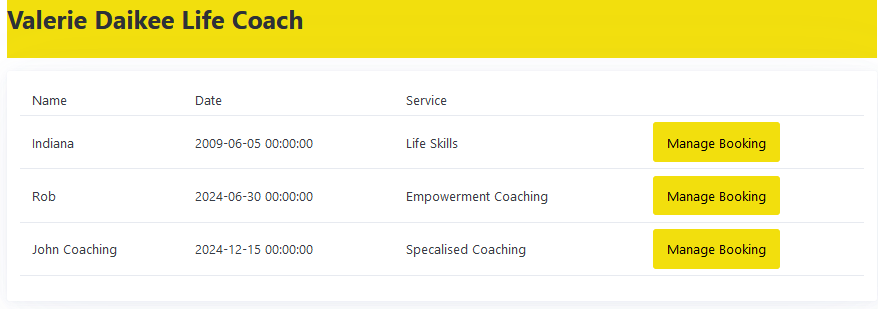 Valerie Daikee Life Coach
Name Date Service
Indiana 2009-06-05 00:00:00 Life Skills Manage Booking
Rob 2024-06-30 00:00:00 Empowerment Coaching Manage Booking
John Coaching 2024-12-15 00:00:00 Specalised Coaching Manage Booking